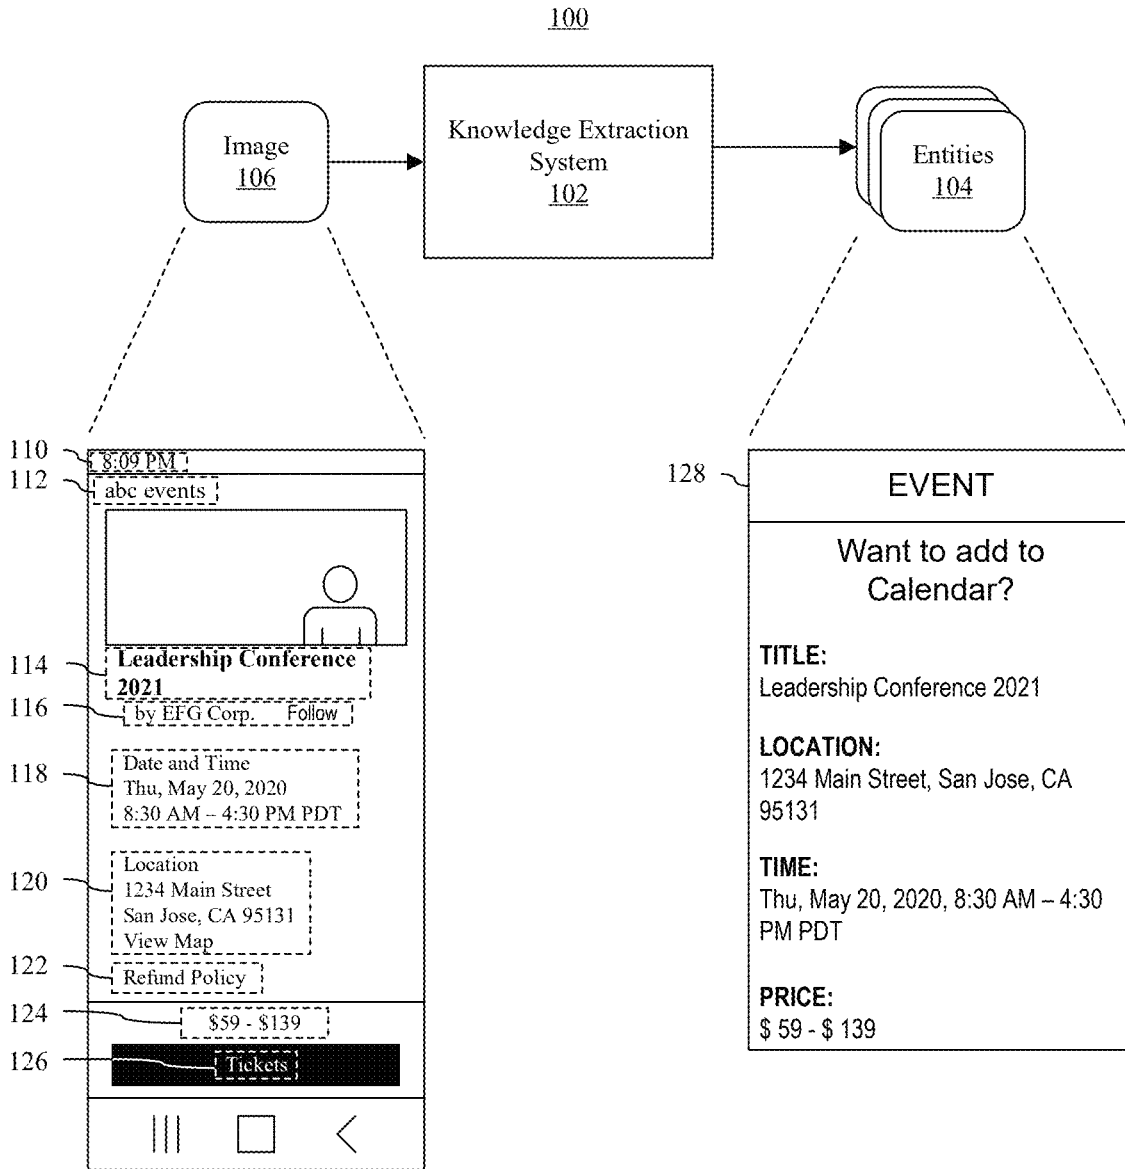 100
Image
106
Knowledge Extraction
System
102
Entities
104
110
8:09 PM
112
abc events
114
Leadership Conference
2021
116
by EFG Corp. Follow
118
Date and Time
Thu, May 20, 2020
8:30 AM – 4:30 PM PDT
120
Location
1234 Main Street
San Jose, CA 95131
View Map
122
Refund Policy
124
$59 - $139
126
Tickets
128
EVENT
Want to add to
Calendar?
TITLE:
Leadership Conference 2021
LOCATION:
1234 Main Street, San Jose, CA
95131
TIME:
Thu, May 20, 2020, 8:30 AM – 4:30
PM PDT
PRICE:
$ 59 - $ 139